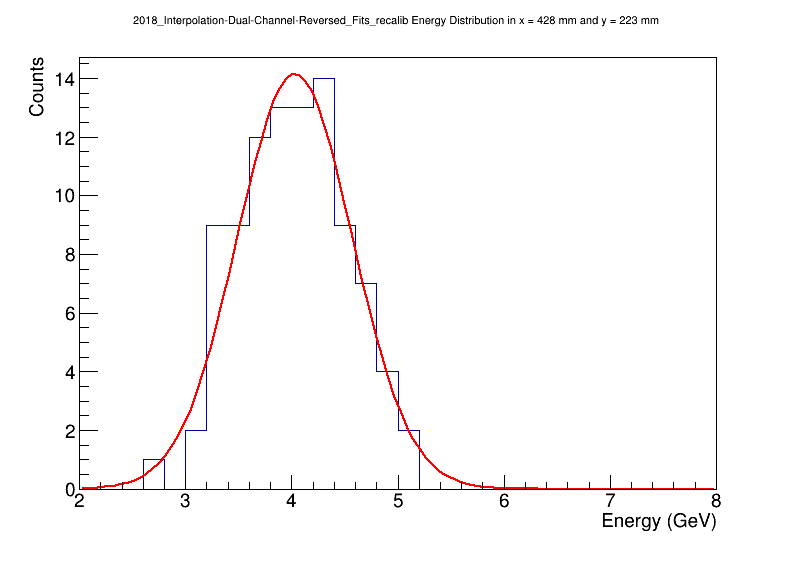 2018_Interpolation-Dual-Channel-Reversed_Fits_recalib Energy Distribution in x = 428 mm and y = 223 mm
Counts
14
12
10
8
6
4
2
0
2 3 4 5 6 7 8
Energy (GeV)